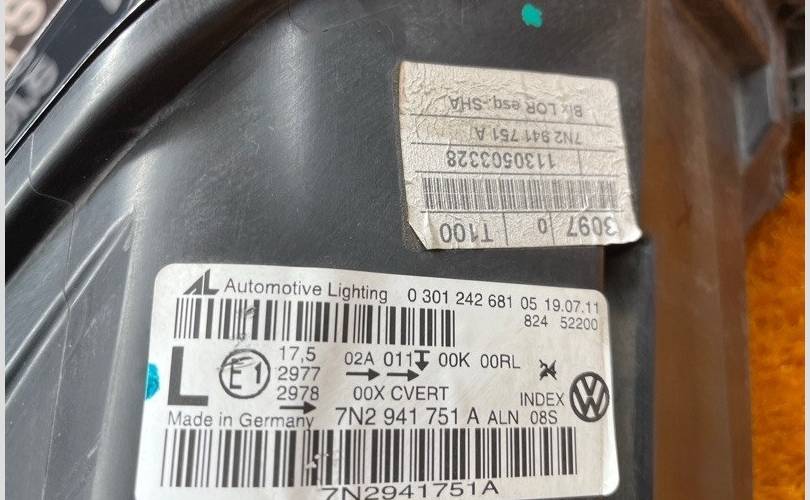 Bix LOR esq.-SHA
7N2 941 751 A
1130503328
T100 0 3097
AL Automotive Lighting 0 301 242 681 05 19.07.11
824 52200
L E1 17,5 02A 011 00K 00RL
2977
2978 00X CVERT INDEX
Made in Germany 7N2 941 751 A ALN 08S
7N2941751A